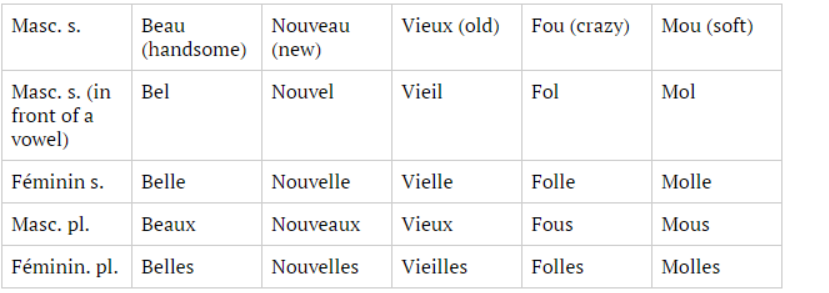 Masc. s. Beau Nouveau Vieux (old) Fou (crazy) Mou (soft)
(handsome) (new)
Masc. s. (in Bel Nouvel Vieil Fol Mol
front of a
vowel)
Féminin s. Belle Nouvelle Vielle Folle Molle
Masc. pl. Beaux Nouveaux Vieux Fous Mous
Féminin. pl. Belles Nouvelles Vieilles Folles Molles